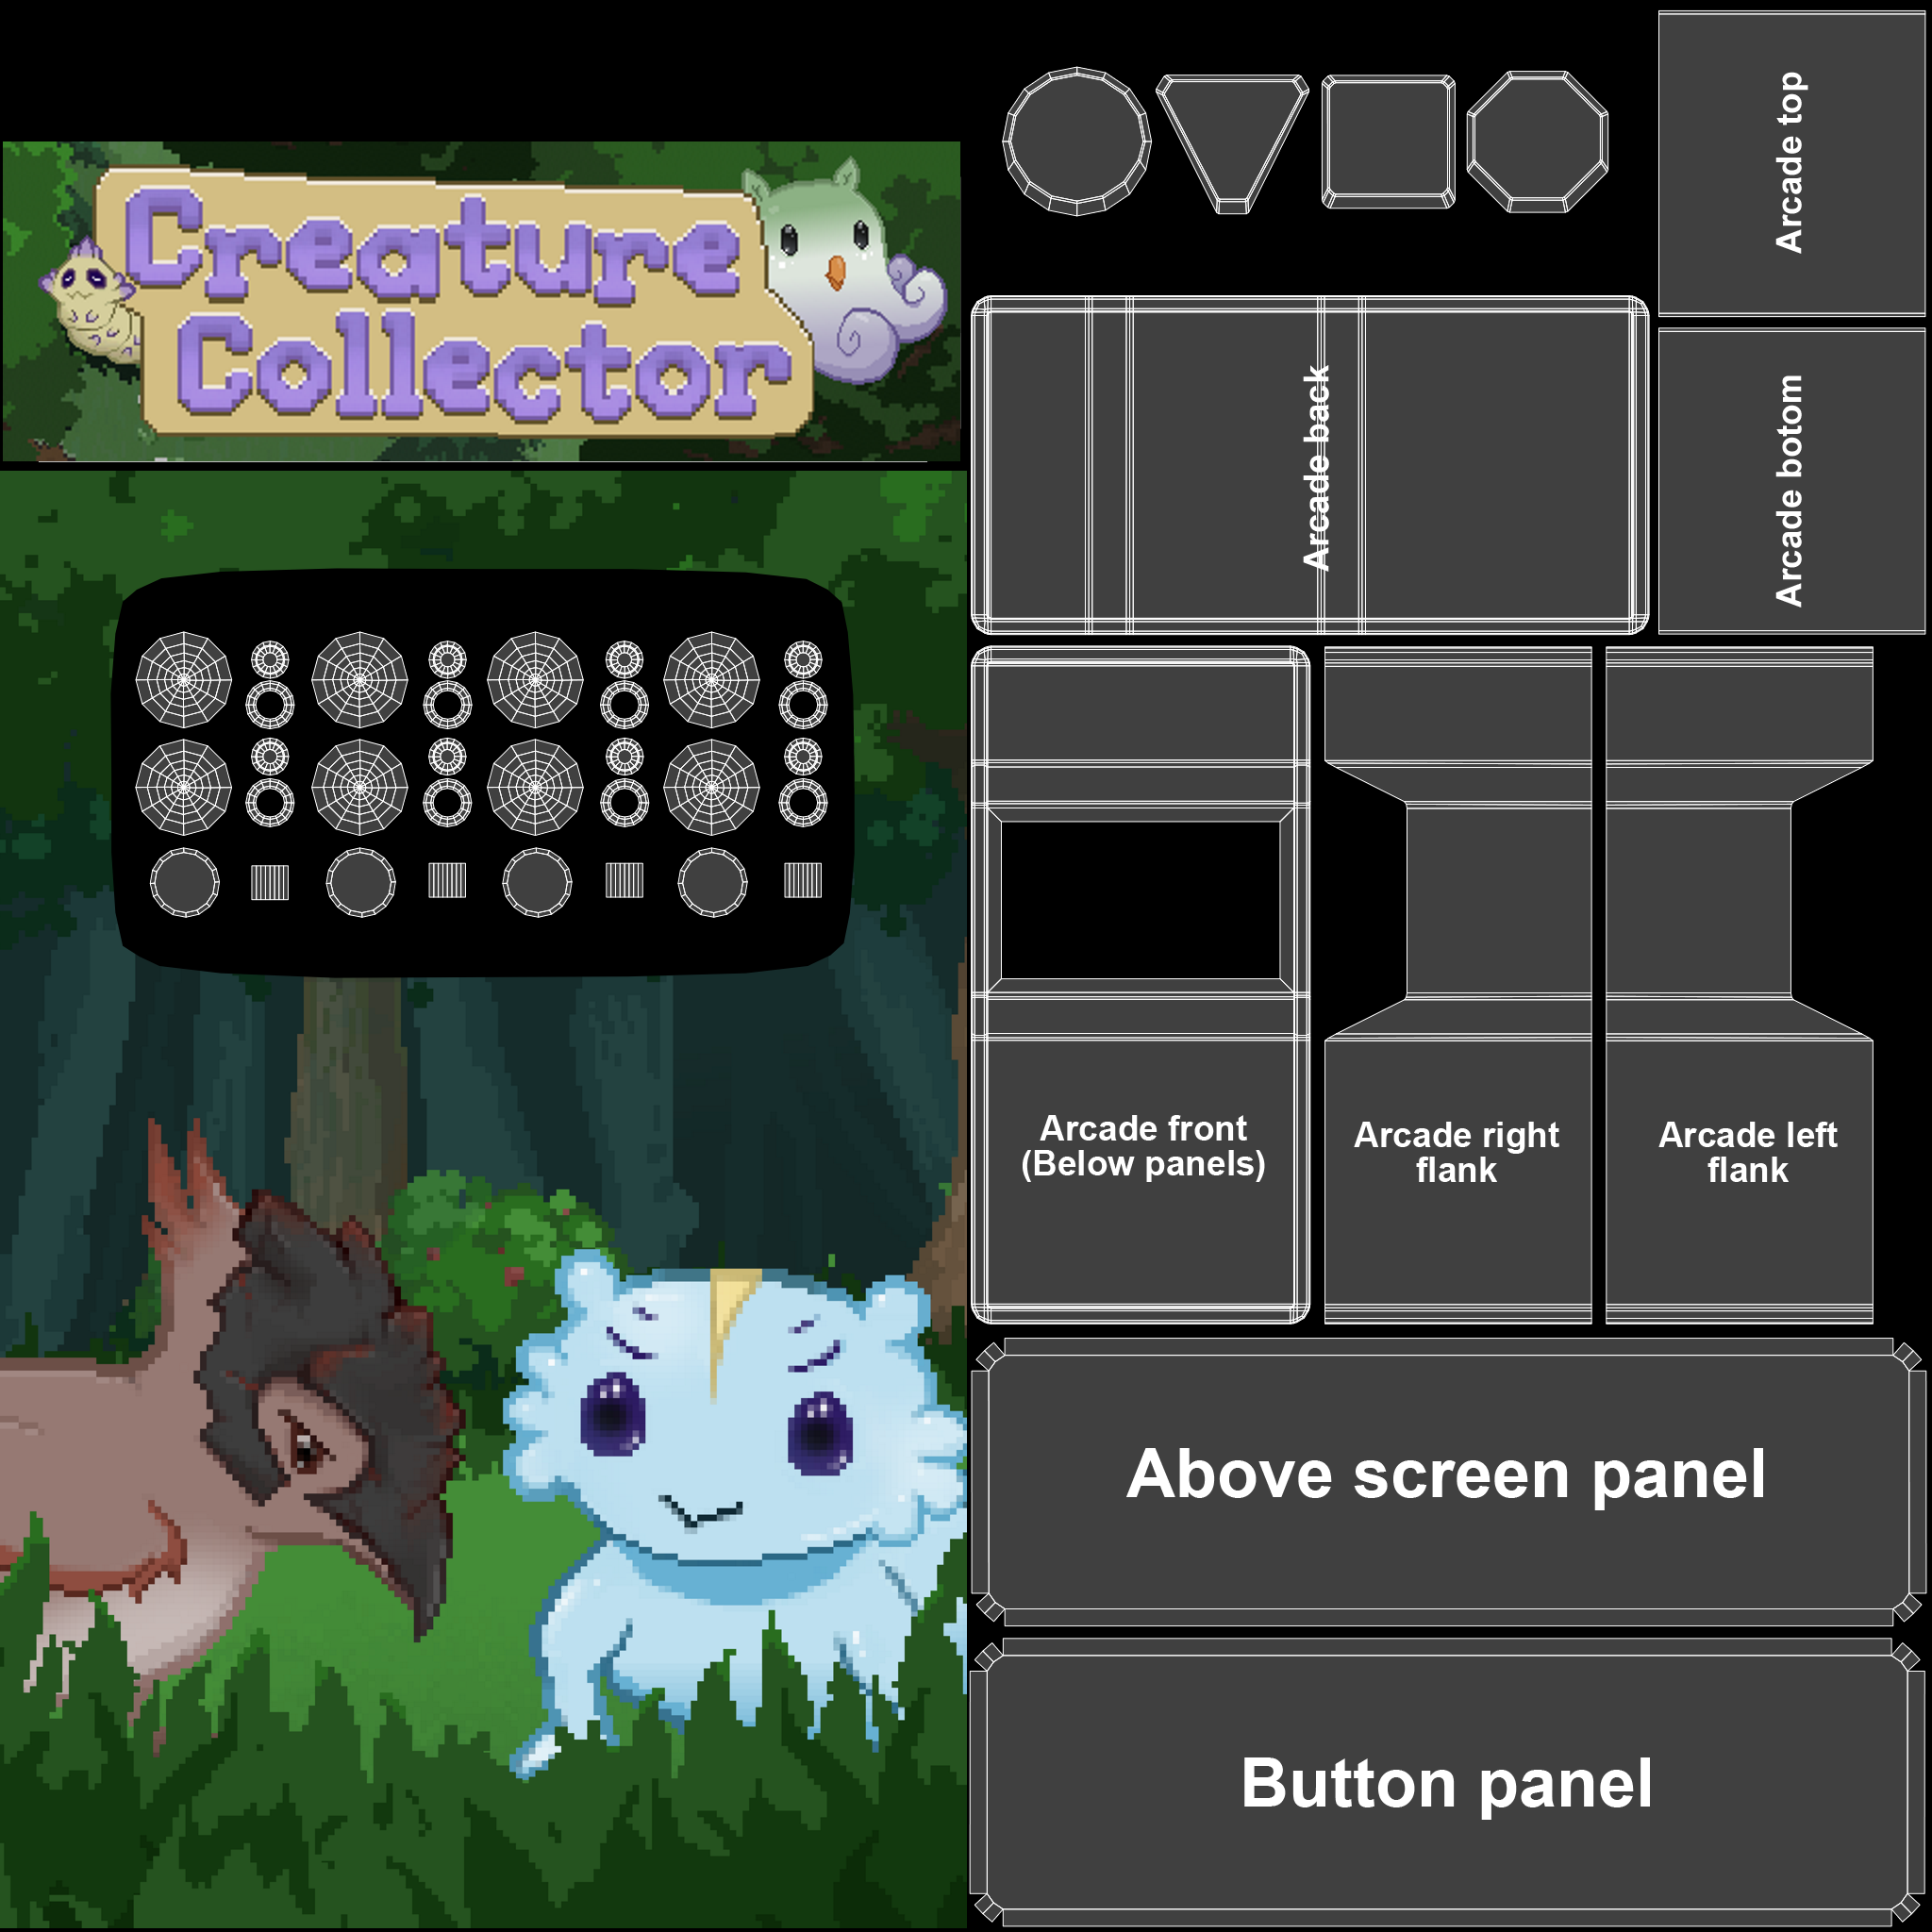 Creature
Collector
Arcade top
Arcade back
Arcade botom
Arcade front
(Below panels)
Arcade right
flank
Arcade left
flank
Above screen panel
Button panel